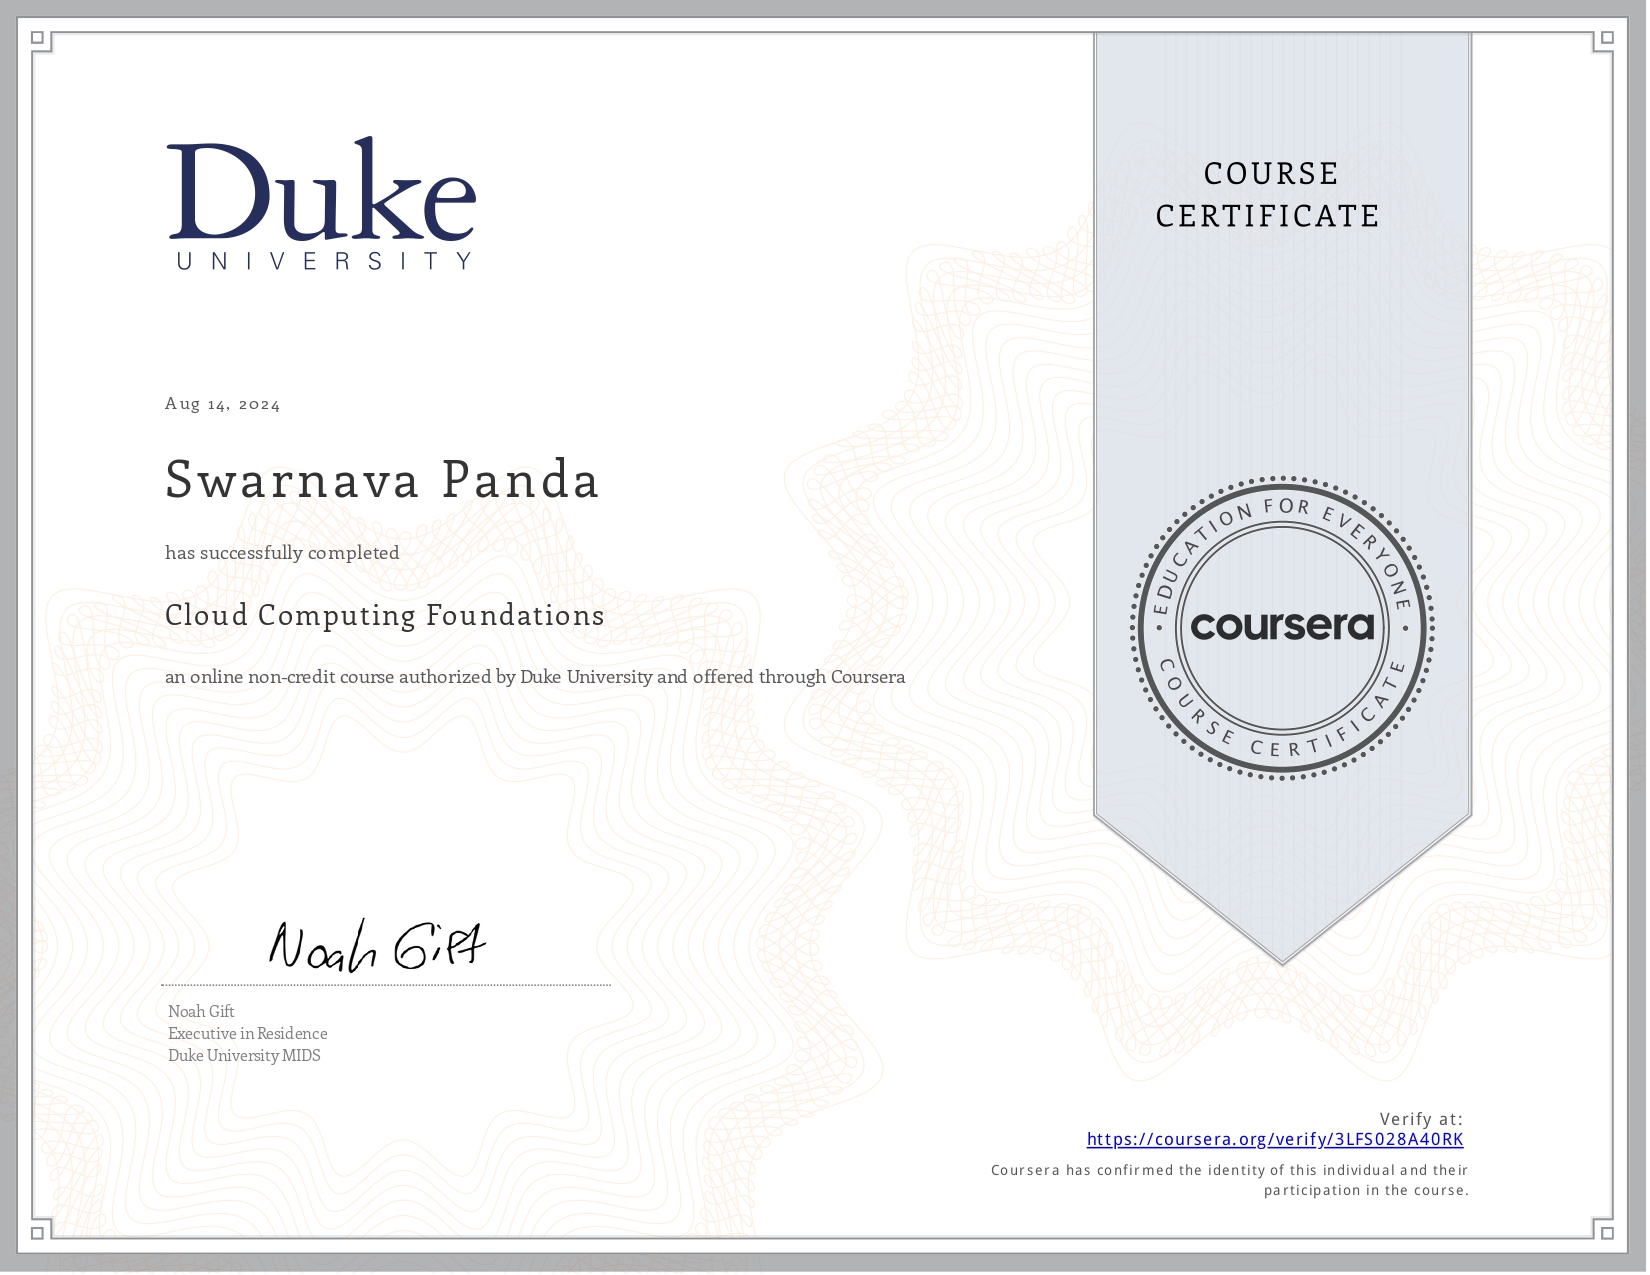 Duke
UNIVERSITY
COURSE
CERTIFICATE
Aug 14, 2024
Swarnava Panda
has successfully completed
Cloud Computing Foundations
an online non-credit course authorized by Duke University and offered through Coursera
EDUCATION FOR EVERYONE
coursera
COURSE CERTIFICATE
Noah Gift
Noah Gift
Executive in Residence
Duke University MIDS
Verify at:
https://coursera.org/verify/3LFS028A40RK
Coursera has confirmed the identity of this individual and their
participation in the course.